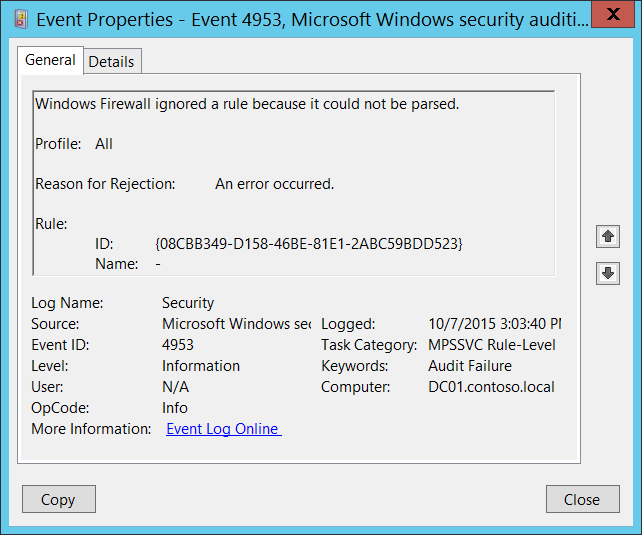 Event Properties - Event 4953, Microsoft Windows security auditi...
X
General Details
Windows Firewall ignored a rule because it could not be parsed.
Profile: All
Reason for Rejection: An error occurred.
Rule:
ID: {08CBB349-D158-46BE-81E1-2ABC59BDD523}
Name: -
Log Name: Security
Source: Microsoft Windows sec Logged: 10/7/2015 3:03:40 PM
Event ID: 4953 Task Category: MPSSVC Rule-Level
Level: Information Keywords: Audit Failure
User: N/A Computer: DC01.contoso.local
OpCode: Info
More Information: Event Log Online
Copy Close